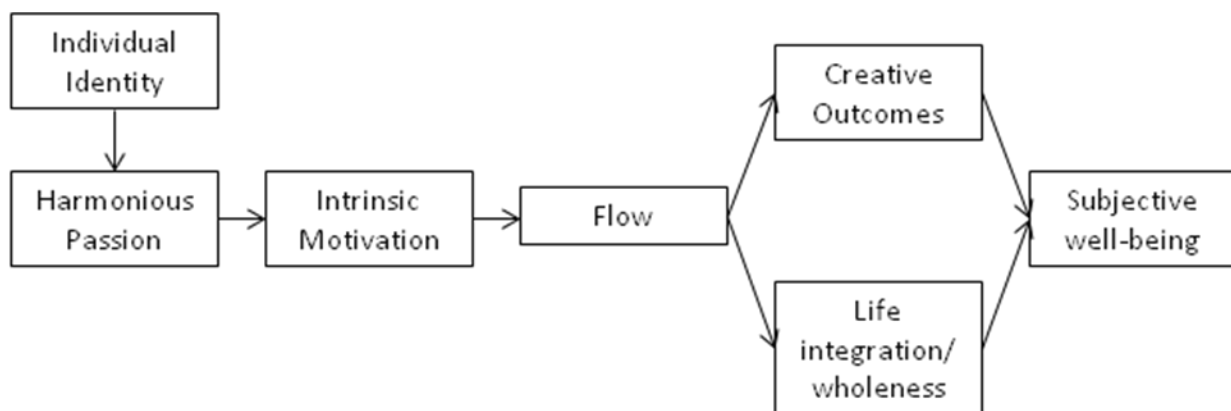 Individual
Identity
Harmonious
Passion
Intrinsic
Motivation
Flow
Creative
Outcomes
Life
integration/
wholeness
Subjective
well-being